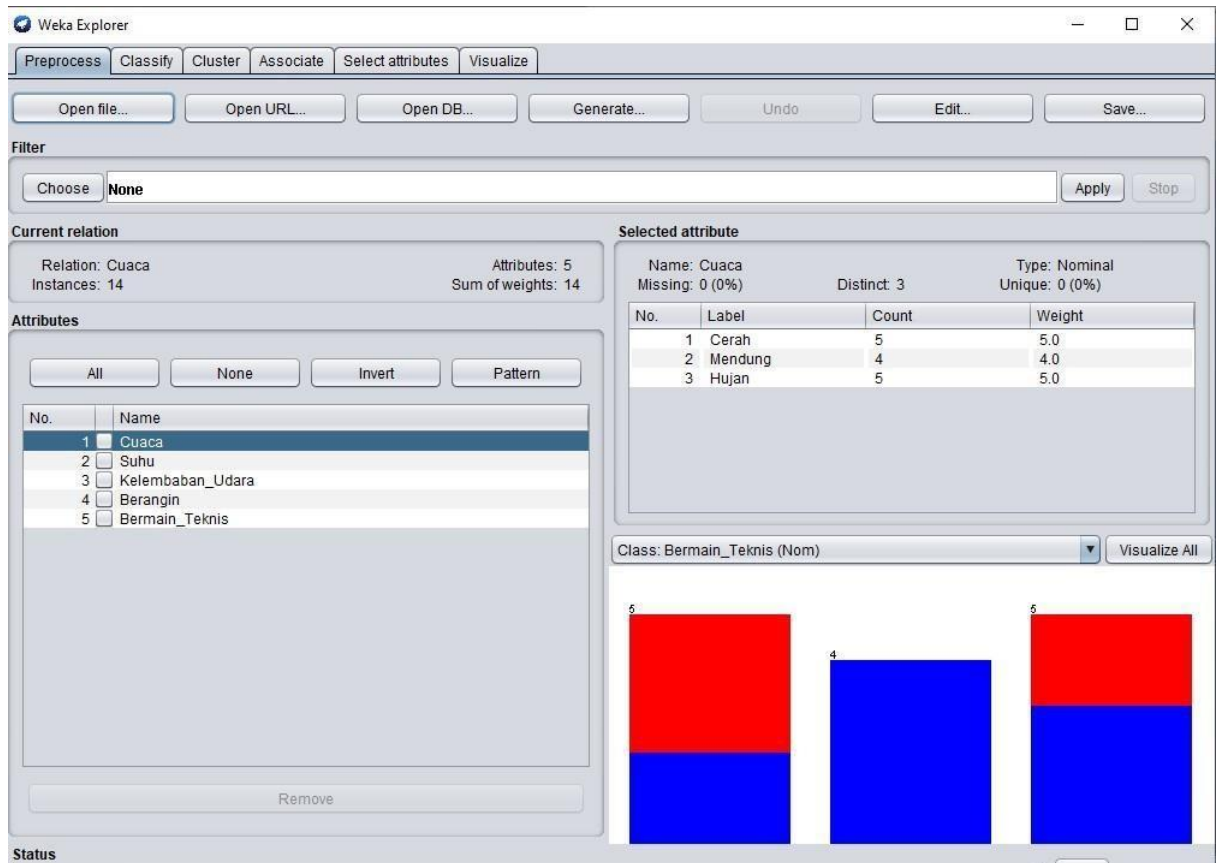 Weka Explorer
Preprocess Classify Cluster Associate Select attributes Visualize
Open file... Open URL... Open DB... Generate... Undo Edit... Save...
Filter
Choose None Apply Stop
Current relation
Relation: Cuaca Attributes: 5
Instances: 14 Sum of weights: 14
Attributes
All None Invert Pattern
No. Name
1 Cuaca
2 Suhu
3 Kelembaban_Udara
4 Berangin
5 Bermain_Teknis
Remove
Status
Selected attribute
Name: Cuaca Type: Nominal
Missing: 0 (0%) Distinct: 3 Unique: 0 (0%)
No. Label Count Weight
1 Cerah 5 5.0
2 Mendung 4 4.0
3 Hujan 5 5.0
Class: Bermain_Teknis (Nom) Visualize All
5 4 5